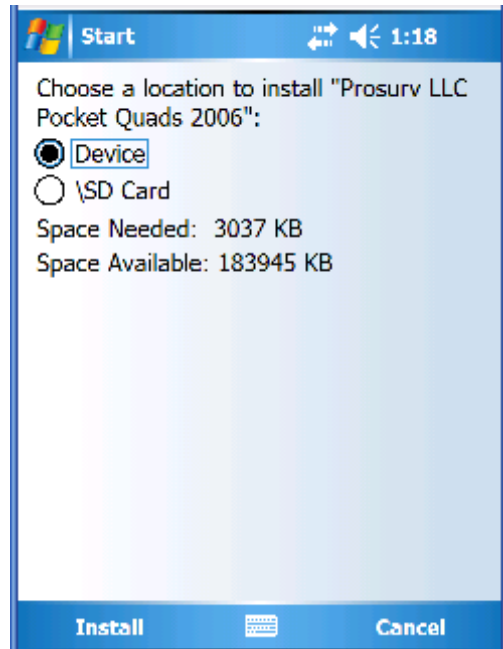 Start 1:18
Choose a location to install "Prosurv LLC
Pocket Quads 2006":
Device
\SD Card
Space Needed: 3037 KB
Space Available: 183945 KB
Install Cancel